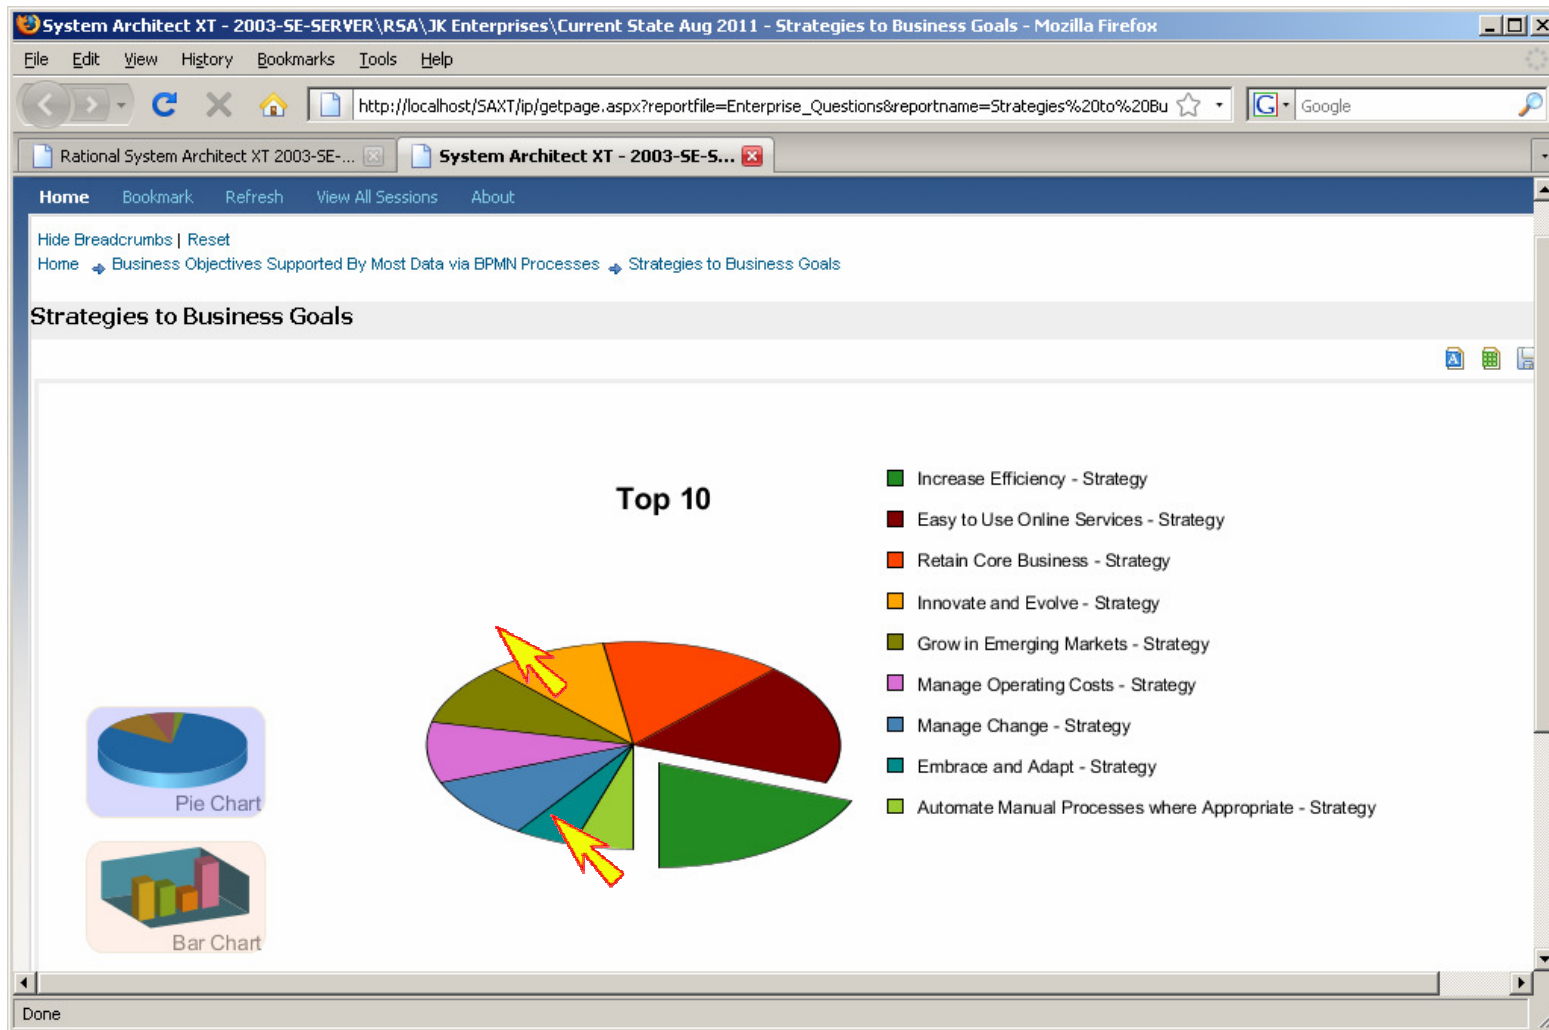 System Architect XT - 2003-SE-SERVER\RSA\JK Enterprises\Current State Aug 2011 - Strategies to Business Goals - Mozilla Firefox
File Edit View History Bookmarks Tools Help
http://localhost/SAXT/ip/getpage.aspx?reportfile=Enterprise_Questions&reportname=Strategies%20to%20Bu
G Google
Rational System Architect XT 2003-SE-...
System Architect XT - 2003-SE-S...
Home Bookmark Refresh View All Sessions About
Hide Breadcrumbs | Reset
Home Business Objectives Supported By Most Data via BPMN Processes Strategies to Business Goals
Strategies to Business Goals
A
Top 10
Increase Efficiency - Strategy
Easy to Use Online Services - Strategy
Retain Core Business - Strategy
Innovate and Evolve - Strategy
Grow in Emerging Markets - Strategy
Manage Operating Costs - Strategy
Manage Change - Strategy
Embrace and Adapt - Strategy
Automate Manual Processes where Appropriate - Strategy
Pie Chart
Bar Chart
Done